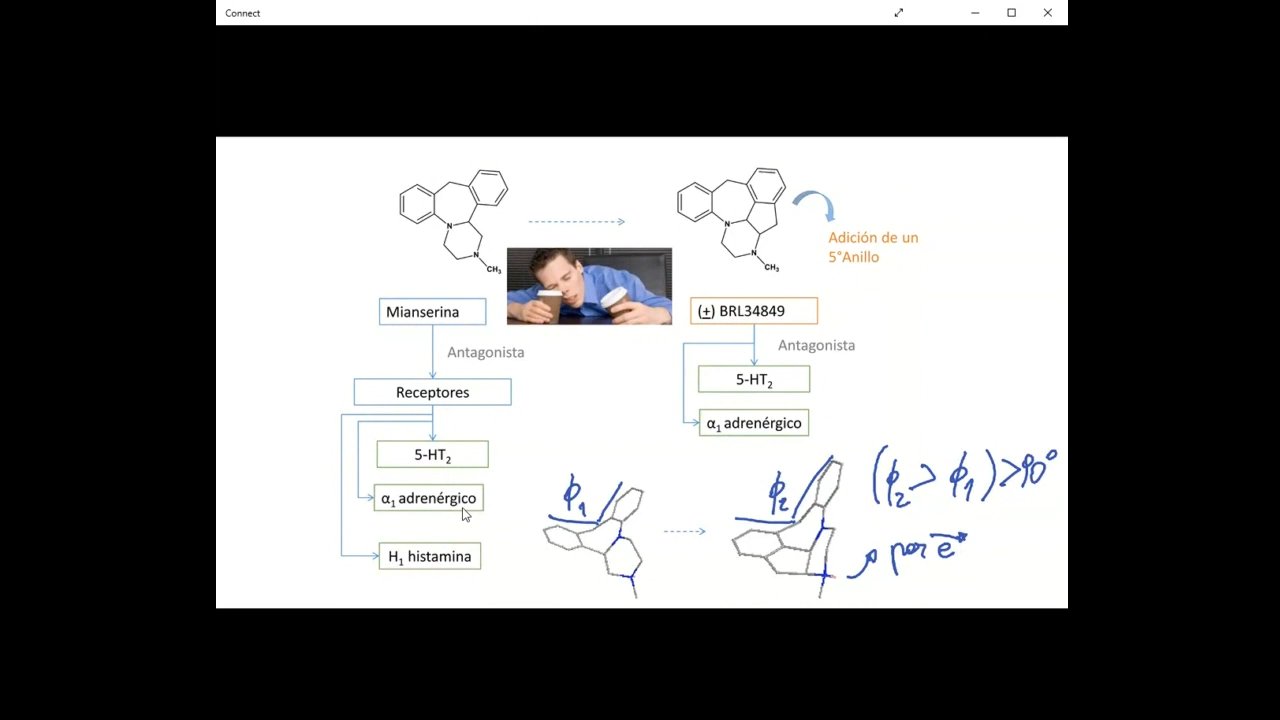 Connect
N
N
CH3
N
N
CH3
Adición de un
5°Anillo
Mianserina
(+) BRL34849
Antagonista
Antagonista
Receptores
5-HT2
α1 adrenérgico
5-HT2
α1 adrenérgico
H1 histamina
ϕ1
ϕ2
(ϕ2 > ϕ1) > 90°
por e